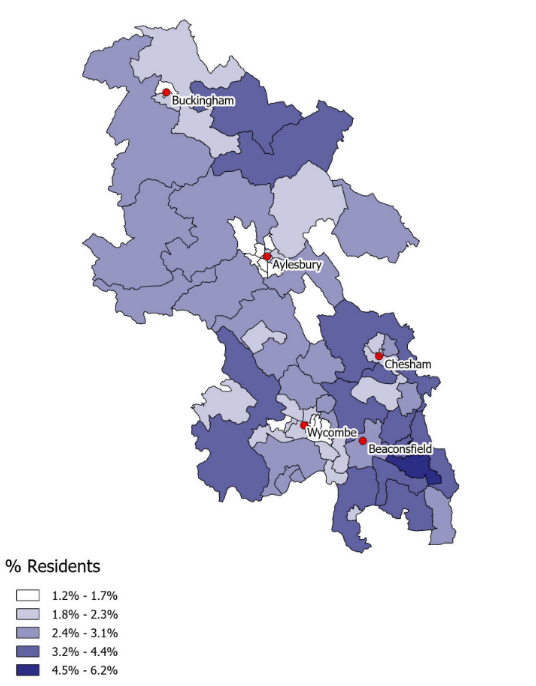 Buckingham
Aylesbury
Chesham
Wycombe
Beaconsfield
% Residents
1.2% - 1.7%
1.8% - 2.3%
2.4% - 3.1%
3.2% - 4.4%
4.5% - 6.2%